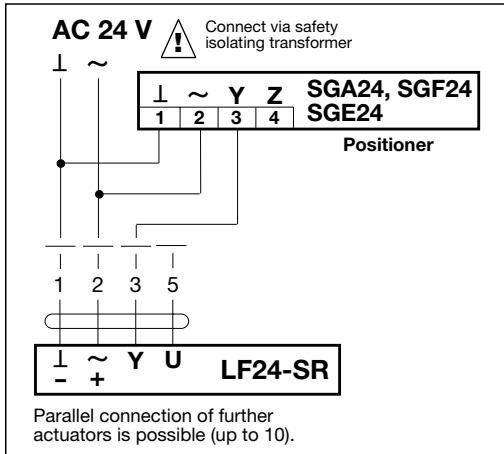 AC 24 V
Connect via safety
isolating transformer
⊥ ~
⊥ ~ Y Z
1 2 3 4
SGA24, SGF24
SGE24
Positioner
1 2 3 5
⊥ ~ Y U
- +
LF24-SR
Parallel connection of further
actuators is possible (up to 10).